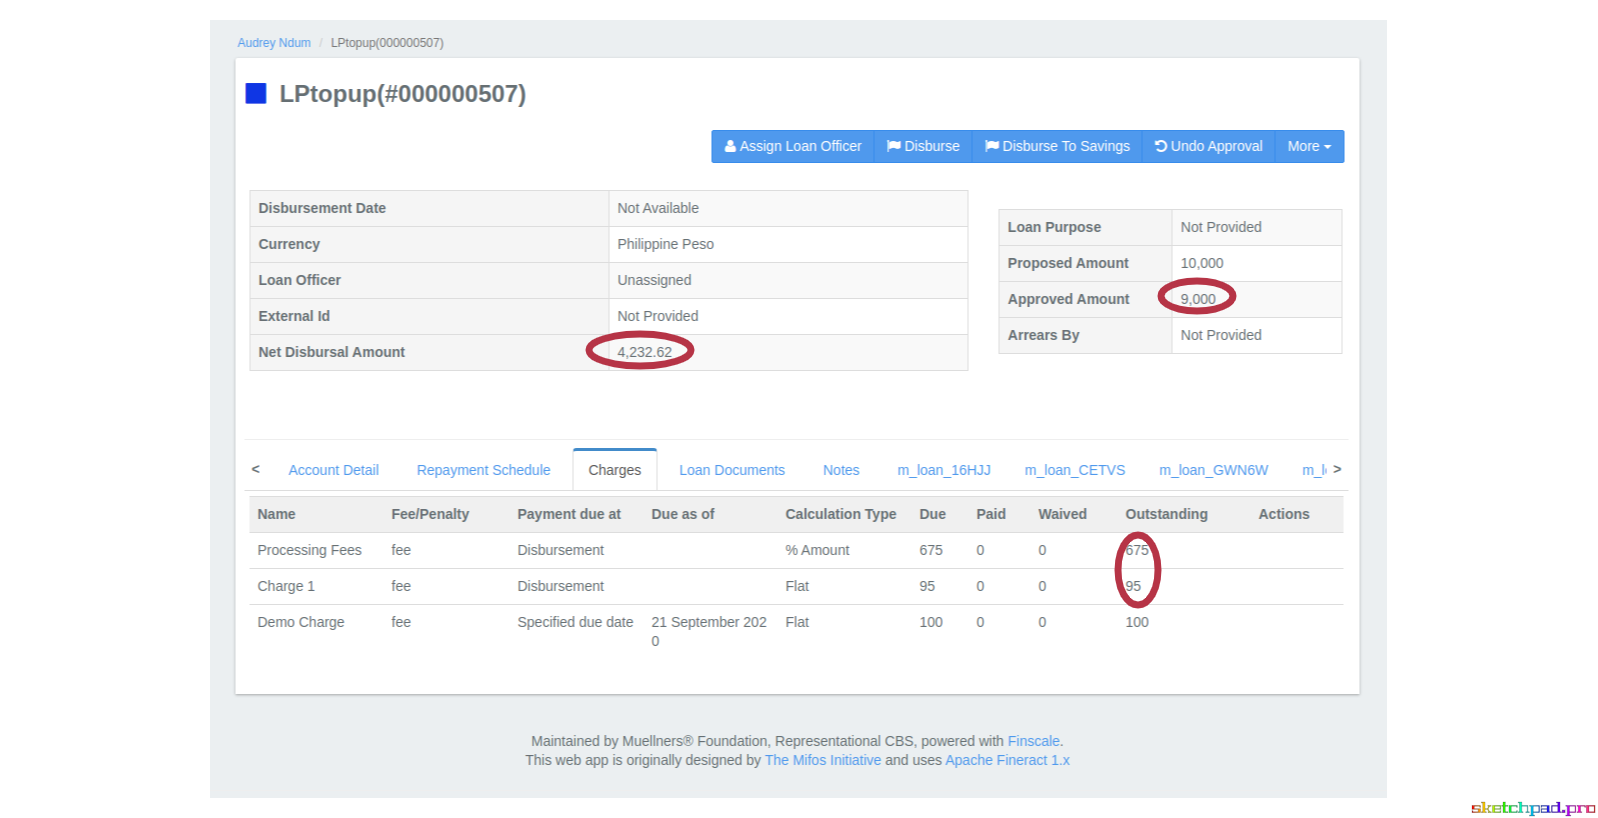 Audrey Ndum / LPtopup(000000507)
LPtopup(#000000507)
Assign Loan Officer Disburse Disburse To Savings Undo Approval More
Disbursement Date Not Available
Currency Philippine Peso
Loan Officer Unassigned
External Id Not Provided
Net Disbursal Amount 4,232.62
Loan Purpose Not Provided
Proposed Amount 10,000
Approved Amount 9,000
Arrears By Not Provided
< Account Detail Repayment Schedule Charges Loan Documents Notes m_loan_16HJJ m_loan_CETVS m_loan_GWN6W m_l >
Name Fee/Penalty Payment due at Due as of Calculation Type Due Paid Waived Outstanding Actions
Processing Fees fee Disbursement % Amount 675 0 0 675
Charge 1 fee Disbursement Flat 95 0 0 95
Demo Charge fee Specified due date 21 September 202 Flat 100 0 0 100
0
Maintained by Muellners® Foundation, Representational CBS, powered with Finscale.
This web app is originally designed by The Mifos Initiative and uses Apache Fineract 1.x
sketchpad.pro